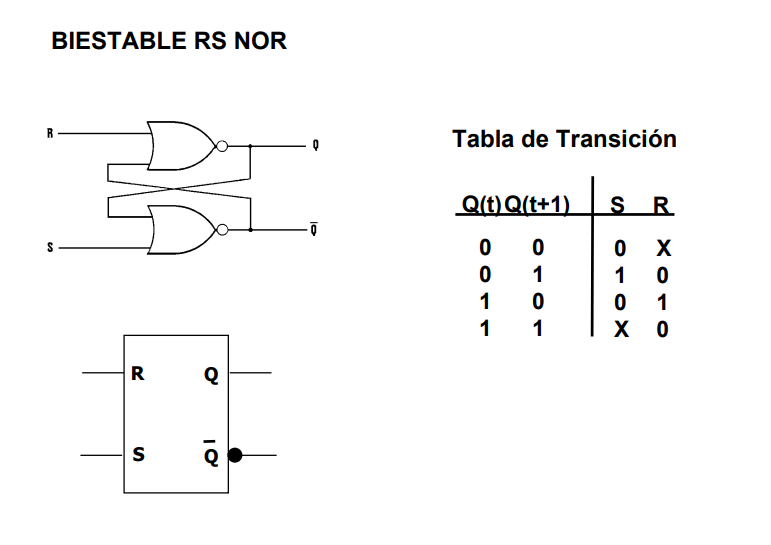 BIESTABLE RS NOR
R
Q
Q̅
S
R Q
S Q̅
Tabla de Transición
Q(t) Q(t+1) S R
0 0 0 X
0 1 1 0
1 0 0 1
1 1 X 0